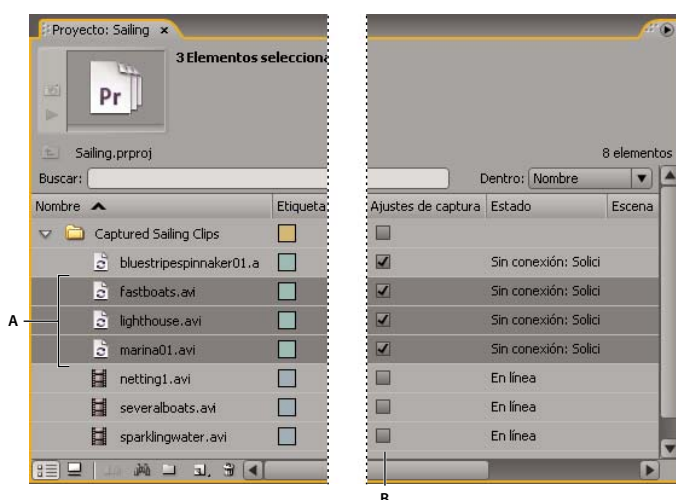 Proyecto: Sailing ×
3 Elementos selecciona
Pr
Sailing.prproj
8 elementos
Buscar:
Dentro: Nombre
Nombre Etiqueta Ajustes de captura Estado Escena
Captured Sailing Clips
bluestripespinnaker01.a Sin conexión: Solici
A
fastboats.avi Sin conexión: Solici
lighthouse.avi Sin conexión: Solici
marina01.avi Sin conexión: Solici
netting1.avi En línea
severalboats.avi En línea
sparklingwater.avi En línea
B